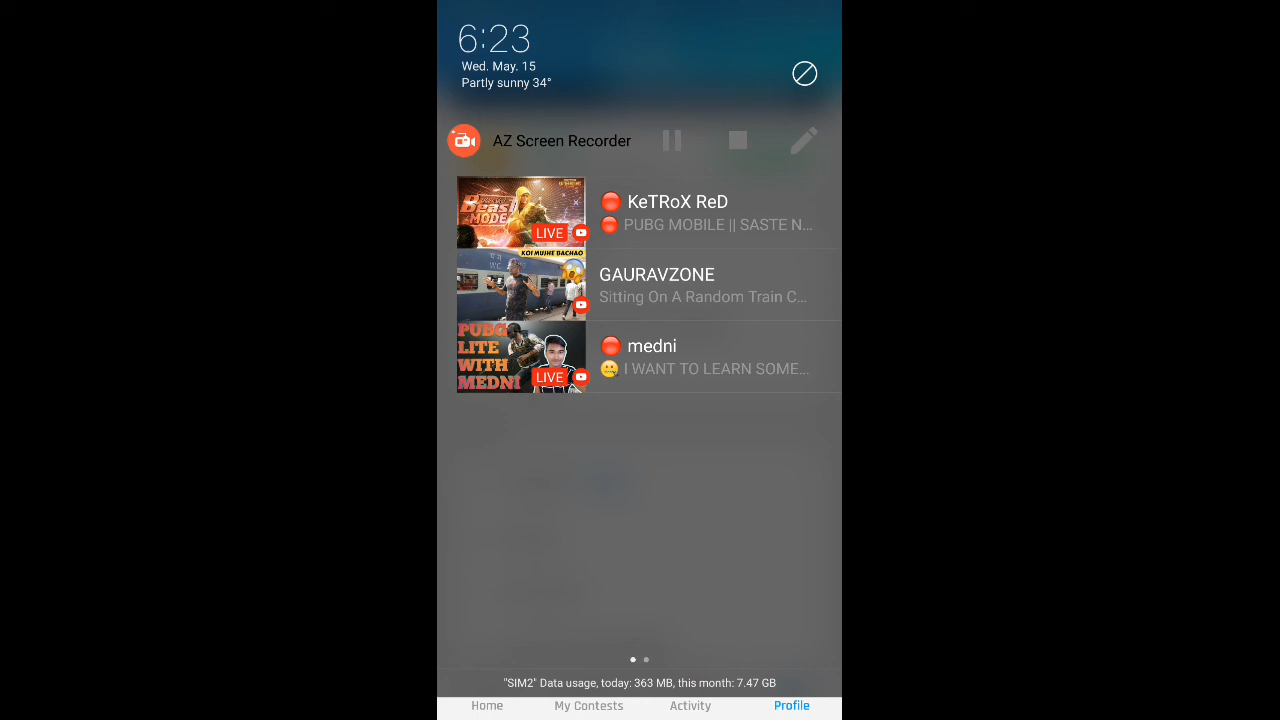 6:23
Wed. May. 15
Partly sunny 34°
AZ Screen Recorder
BEAST MODE
LIVE
KeTRoX ReD
PUBG MOBILE || SASTE N...
KOI MUJHE BACHAO
GAURAVZONE
Sitting On A Random Train C...
PUBG
LITE
WITH
MEDNI
LIVE
medni
I WANT TO LEARN SOME...
"SIM2" Data usage, today: 363 MB, this month: 7.47 GB
Home My Contests Activity Profile